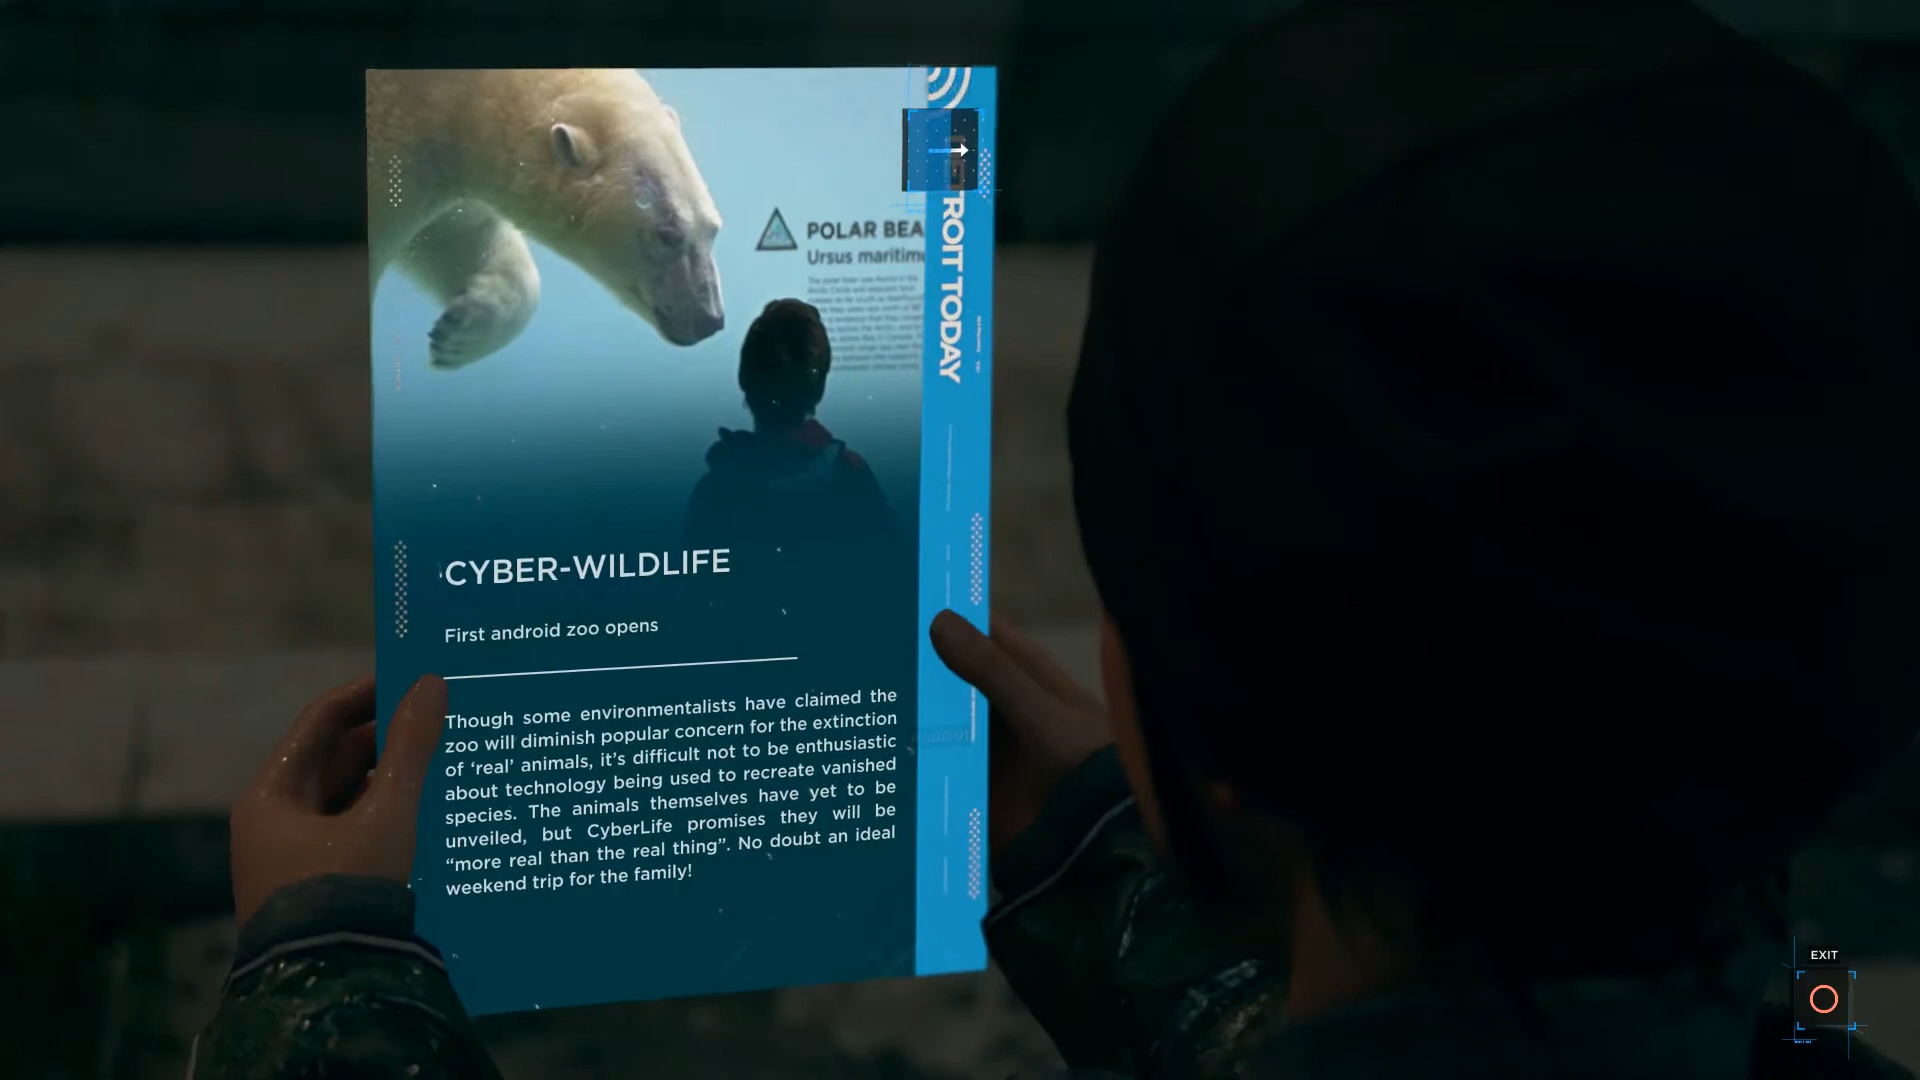 POLAR BEA
Ursus maritim
TROIT TODAY
CYBER-WILDLIFE
First android zoo opens
Though some environmentalists have claimed the
zoo will diminish popular concern for the extinction
of ‘real’ animals, it’s difficult not to be enthusiastic
about technology being used to recreate vanished
species. The animals themselves have yet to be
unveiled, but CyberLife promises they will be
“more real than the real thing”. No doubt an ideal
weekend trip for the family!
EXIT